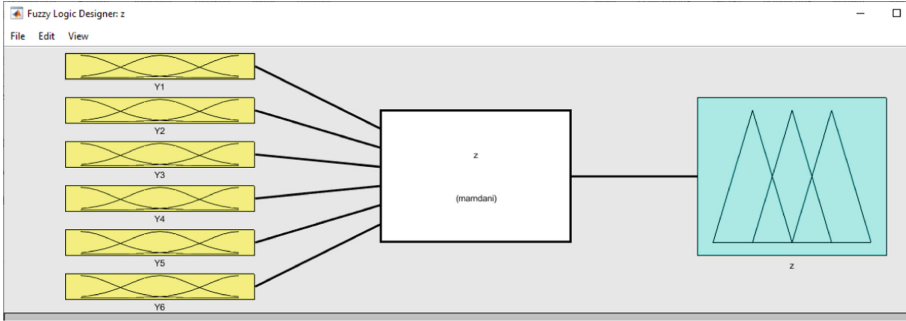 Fuzzy Logic Designer: z
File Edit View
Y1
Y2
Y3
Y4
Y5
Y6
z
(mamdani)
z